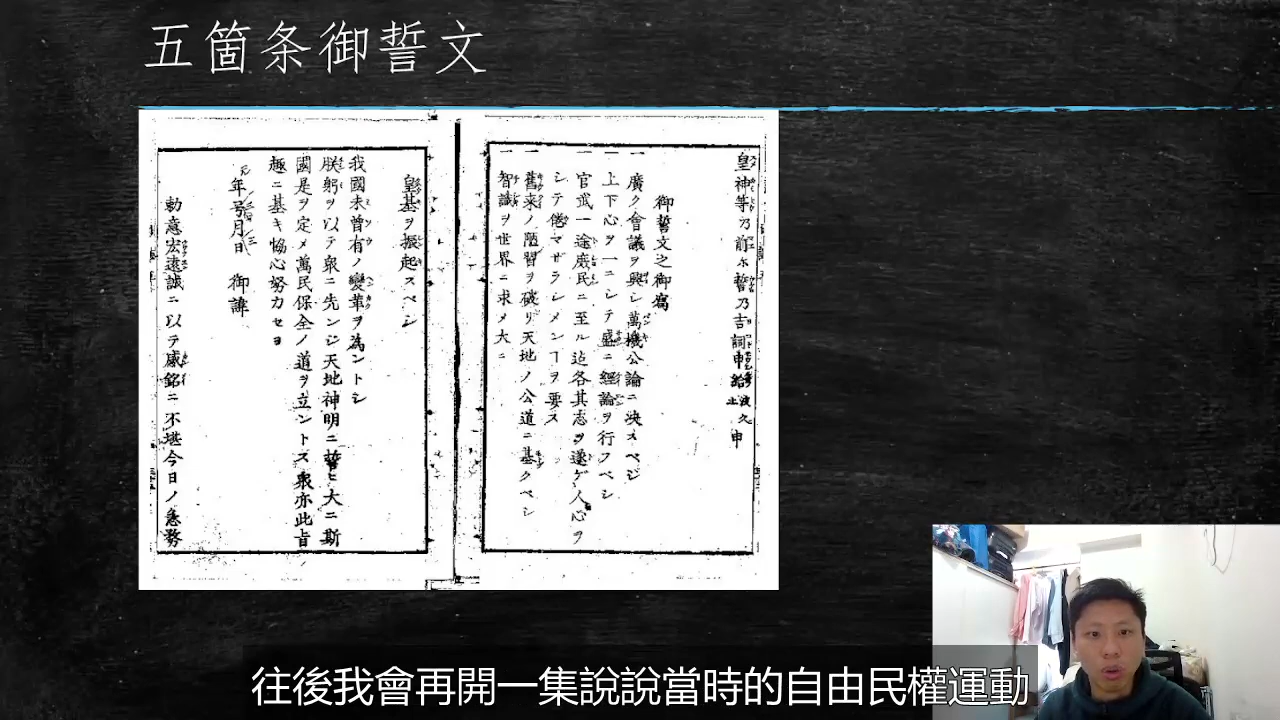 五箇条御誓文
皇神等乃前爾誓乃吉詞申給波久申
御誓文之御寫
一廣ク會議ヲ興シ萬機公論ニ决スベシ
一上下心ヲ一ニシテ盛ニ經綸ヲ行フベシ
一官武一途庶民ニ至ル迠各其志ヲ遂ゲ人心ヲ
シテ倦マザラシメンヿヲ要ス
一舊来ノ陋習ヲ破リ天地ノ公道ニ基クベシ
一智識ヲ世界ニ求メ大ニ
皇基ヲ振起スベシ
我國未曾有ノ變革ヲ為ントシ
朕躬ヲ以テ衆ニ先ンジ天地神明ニ誓ヒ大ニ斯
國是ヲ定メ萬民保全ノ道ヲ立ントス衆亦此旨
趣ニ基キ協心努力セヨ
年号月日 御諱
勅意宏遠誠ニ以テ感銘ニ不堪今日ノ急務
往後我會再開一集說說當時的自由民權運動